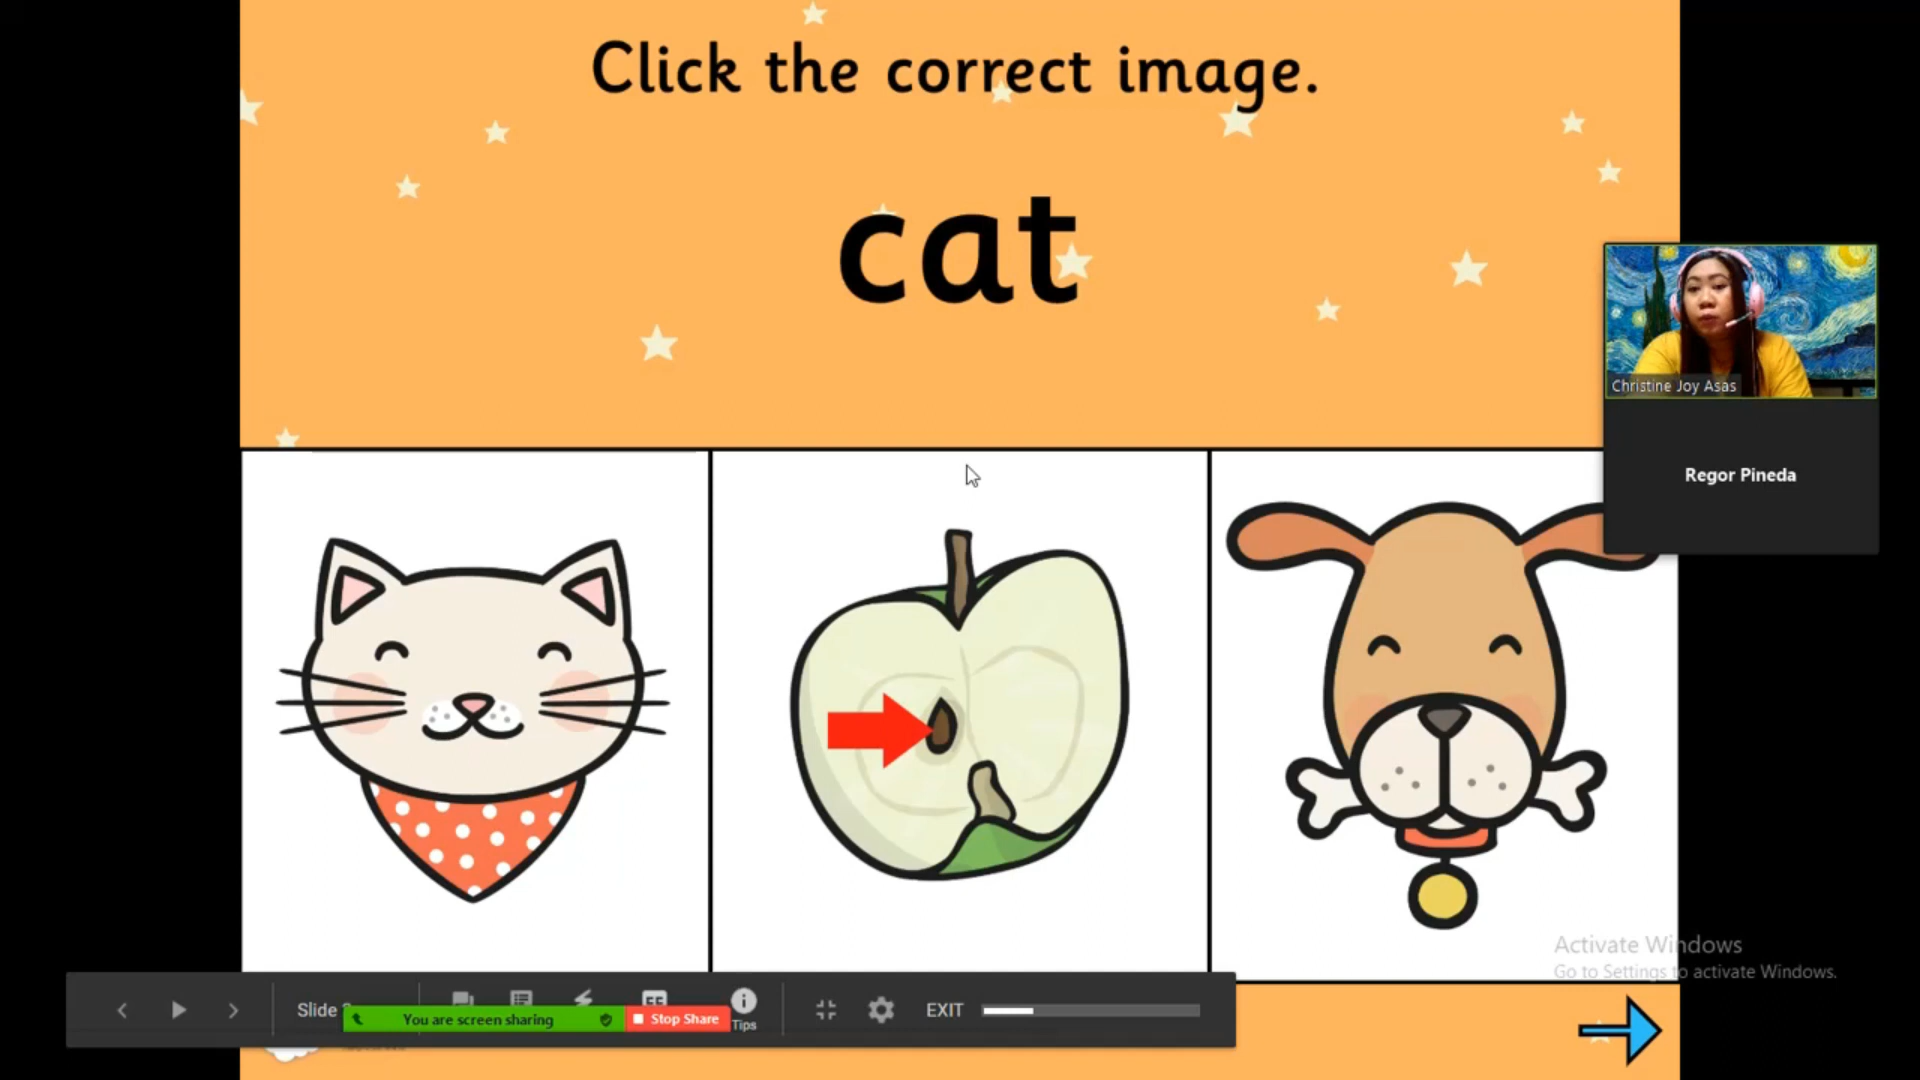 Click the correct image.
cat
Christine Joy Asas
Regor Pineda
Activate Windows
Go to Settings to activate Windows.
Slide
Tips
EXIT
You are screen sharing
Stop Share